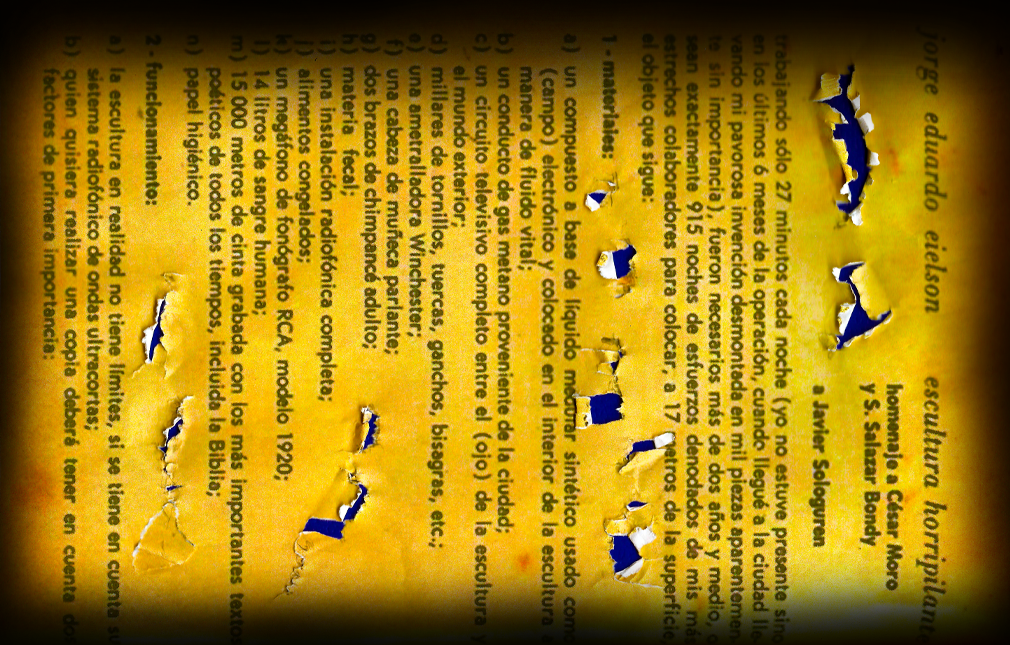 jorge eduardo eielson escultura horripilant
homenaje a César Moro
y S. Salazar Bondy
a Javier Sologuren
trabajando sólo 27 minutos cada noche (yo no estuve presente sino
en los últimos 6 meses de la operación, cuando llegué a la ciudad lle-
vando mi pavorosa invención desmontada en mil piezas aparentemen-
te sin importancia), fueron necesarios más de dos años y medio, o
sean exactamente 915 noches de esfuerzos denodados de mis más
estrechos colaboradores para colocar, a 17 metros de la superficie
el objeto que sigue:
1 - materiales:
a) un compuesto a base de líquido medular sintético usado como
(campo) electrónico y colocado en el interior de la escultura a
manera de fluido vital;
b) un conducto de gas metano proveniente de la ciudad;
c) un circuito televisivo completo entre el (ojo) de la escultura y
el mundo exterior;
d) millares de tornillos, tuercas, ganchos, bisagras, etc.;
e) una ametralladora Winchester;
f) una cabeza de muñeca parlante;
g) dos brazos de chimpancé adulto;
h) materia fecal;
i) una instalación radiofónica completa;
j) alimentos congelados;
k) un megáfono de fonógrafo RCA, modelo 1920;
l) 14 litros de sangre humana;
m) 15 000 metros de cinta grabada con los más importantes textos
poéticos de todos los tiempos, incluida la Biblia;
n) papel higiénico.
2 - funcionamiento:
a) la escultura en realidad no tiene límites, si se tiene en cuenta su
sistema radiofónico de ondas ultracortas;
b) quien quisiera realizar una copia deberá tener en cuenta dos
factores de primera importancia: